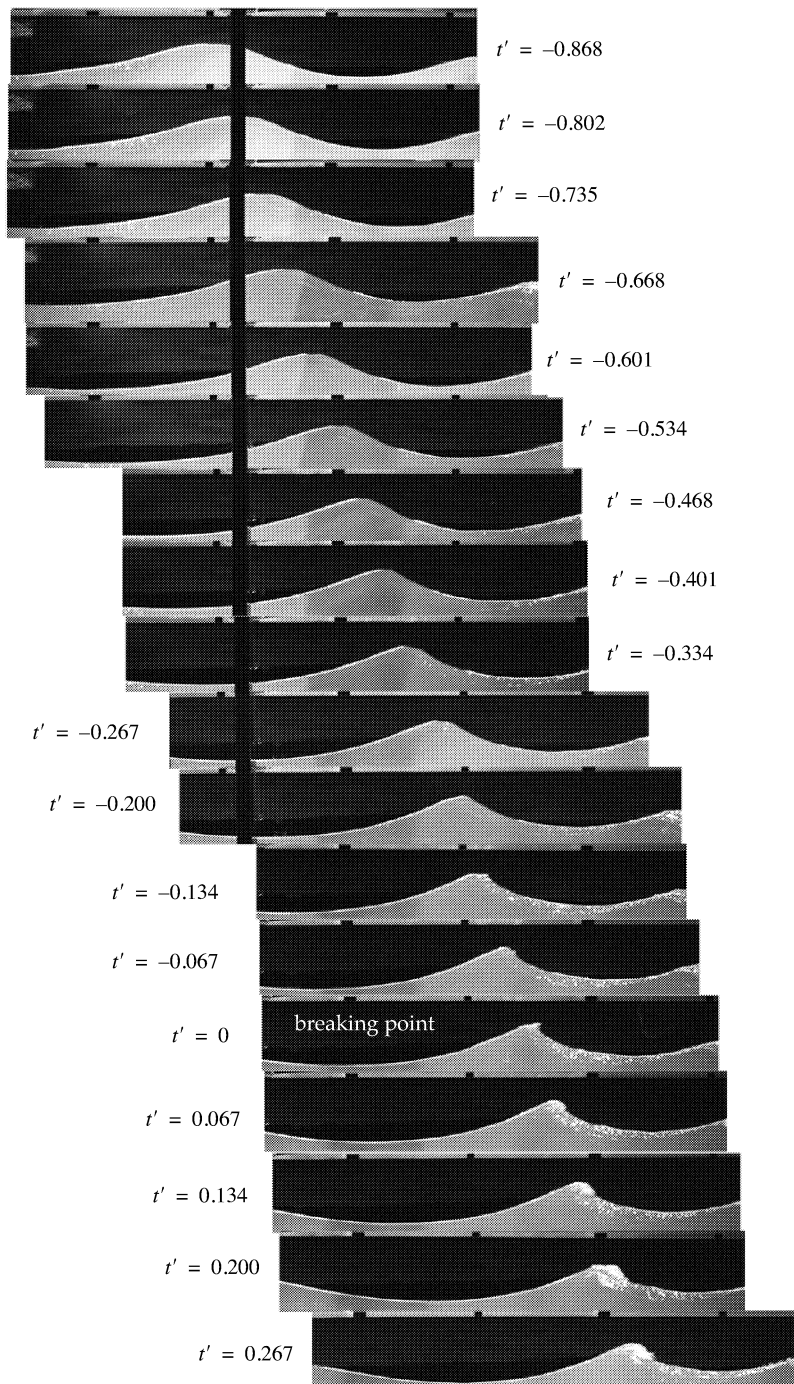 t′ = –0.868
t′ = –0.802
t′ = –0.735
t′ = –0.668
t′ = –0.601
t′ = –0.534
t′ = –0.468
t′ = –0.401
t′ = –0.334
t′ = –0.267
t′ = –0.200
t′ = –0.134
t′ = –0.067
breaking point
t′ = 0
t′ = 0.067
t′ = 0.134
t′ = 0.200
t′ = 0.267